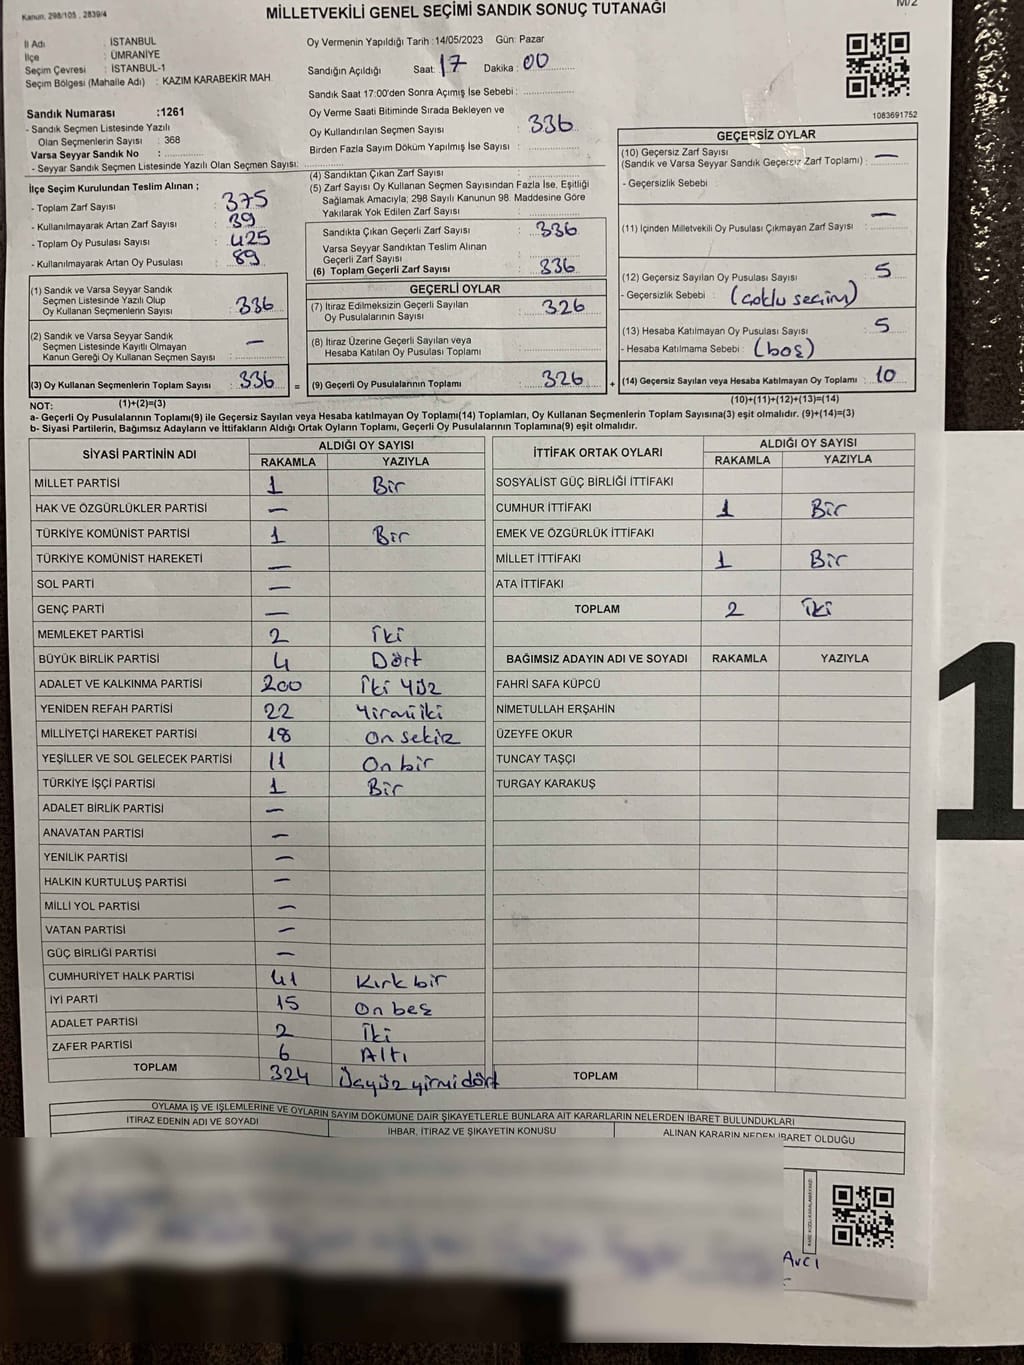 Kanun, 298/105 , 2839/4
MİLLETVEKİLİ GENEL SEÇİMİ SANDIK SONUÇ TUTANAĞI
M/2
İl Adı : İSTANBUL
İlçe : ÜMRANİYE
Seçim Çevresi : İSTANBUL-1
Seçim Bölgesi (Mahalle Adı) : KAZIM KARABEKİR MAH.
Sandık Numarası :1261
- Sandık Seçmen Listesinde Yazılı
Olan Seçmenlerin Sayısı : 368
Varsa Seyyar Sandık No :
- Seyyar Sandık Seçmen Listesinde Yazılı Olan Seçmen Sayısı:
İlçe Seçim Kurulundan Teslim Alınan ;
- Toplam Zarf Sayısı : 375
- Kullanılmayarak Artan Zarf Sayısı : 39
- Toplam Oy Pusulası Sayısı : 425
- Kullanılmayarak Artan Oy Pusulası : 89
(1) Sandık ve Varsa Seyyar Sandık
Seçmen Listesinde Yazılı Olup
Oy Kullanan Seçmenlerin Sayısı : 336
(2) Sandık ve Varsa Seyyar Sandık
Seçmen Listesinde Kayıtlı Olmayan
Kanun Gereği Oy Kullanan Seçmen Sayısı : —
(3) Oy Kullanan Seçmenlerin Toplam Sayısı : 336 =
(1)+(2)=(3)
Oy Vermenin Yapıldığı Tarih :14/05/2023 Gün: Pazar
Sandığın Açıldığı Saat: 17 Dakika : 00
Sandık Saat 17:00'den Sonra Açımış İse Sebebi :
Oy Verme Saati Bitiminde Sırada Bekleyen ve
Oy Kullandırılan Seçmen Sayısı : 336
Birden Fazla Sayım Döküm Yapılmış İse Sayısı :
(4) Sandıktan Çıkan Zarf Sayısı :
(5) Zarf Sayısı Oy Kullanan Seçmen Sayısından Fazla İse, Eşitliği
Sağlamak Amacıyla; 298 Sayılı Kanunun 98. Maddesine Göre
Yakılarak Yok Edilen Zarf Sayısı :
Sandıkta Çıkan Geçerli Zarf Sayısı : 336
Varsa Seyyar Sandıktan Teslim Alınan
Geçerli Zarf Sayısı :
(6) Toplam Geçerli Zarf Sayısı : 336
GEÇERLİ OYLAR
(7) İtiraz Edilmeksizin Geçerli Sayılan
Oy Pusulalarının Sayısı : 326
(8) İtiraz Üzerine Geçerli Sayılan veya
Hesaba Katılan Oy Pusulası Toplamı :
(9) Geçerli Oy Pusulalarının Toplamı : 326 +
1083691752
GEÇERSİZ OYLAR
(10) Geçersiz Zarf Sayısı
(Sandık ve Varsa Seyyar Sandık Geçersiz Zarf Toplamı) : —
- Geçersizlik Sebebi :
(11) İçinden Milletvekili Oy Pusulası Çıkmayan Zarf Sayısı : —
(12) Geçersiz Sayılan Oy Pusulası Sayısı : 5
- Geçersizlik Sebebi : (çoklu seçim)
(13) Hesaba Katılmayan Oy Pusulası Sayısı : 5
- Hesaba Katılmama Sebebi : (boş)
(14) Geçersiz Sayılan veya Hesaba Katılmayan Oy Toplamı : 10
(10)+(11)+(12)+(13)=(14)
NOT:
a- Geçerli Oy Pusulalarının Toplamı(9) ile Geçersiz Sayılan veya Hesaba katılmayan Oy Toplamı(14) Toplamları, Oy Kullanan Seçmenlerin Toplam Sayısına(3) eşit olmalıdır. (9)+(14)=(3)
b- Siyasi Partilerin, Bağımsız Adayların ve İttifakların Aldığı Ortak Oyların Toplamı, Geçerli Oy Pusulalarının Toplamına(9) eşit olmalıdır.
SİYASİ PARTİNİN ADI ALDIĞI OY SAYISI
RAKAMLA YAZIYLA
MİLLET PARTİSİ 1 Bir
HAK VE ÖZGÜRLÜKLER PARTİSİ —
TÜRKİYE KOMÜNİST PARTİSİ 1 Bir
TÜRKİYE KOMÜNİST HAREKETİ —
SOL PARTİ —
GENÇ PARTİ —
MEMLEKET PARTİSİ 2 İki
BÜYÜK BİRLİK PARTİSİ 4 Dört
ADALET VE KALKINMA PARTİSİ 200 İki Yüz
YENİDEN REFAH PARTİSİ 22 Yirmi iki
MİLLİYETÇİ HAREKET PARTİSİ 18 On sekiz
YEŞİLLER VE SOL GELECEK PARTİSİ 11 On bir
TÜRKİYE İŞÇİ PARTİSİ 1 Bir
ADALET BİRLİK PARTİSİ —
ANAVATAN PARTİSİ —
YENİLİK PARTİSİ —
HALKIN KURTULUŞ PARTİSİ —
MİLLİ YOL PARTİSİ —
VATAN PARTİSİ —
GÜÇ BİRLİĞİ PARTİSİ —
CUMHURİYET HALK PARTİSİ 41 Kırk bir
İYİ PARTİ 15 On beş
ADALET PARTİSİ 2 İki
ZAFER PARTİSİ 6 Altı
TOPLAM 324 Üçyüz yirmi dört
İTTİFAK ORTAK OYLARI ALDIĞI OY SAYISI
RAKAMLA YAZIYLA
SOSYALİST GÜÇ BİRLİĞİ İTTİFAKI
CUMHUR İTTİFAKI 1 Bir
EMEK VE ÖZGÜRLÜK İTTİFAKI
MİLLET İTTİFAKI 1 Bir
ATA İTTİFAKI
TOPLAM 2 İki
BAĞIMSIZ ADAYIN ADI VE SOYADI RAKAMLA YAZIYLA
FAHRİ SAFA KÜPCÜ
NİMETULLAH ERŞAHİN
ÜZEYFE OKUR
TUNCAY TAŞÇI
TURGAY KARAKUŞ
TOPLAM
1
OYLAMA İŞ VE İŞLEMLERİNE VE OYLARIN SAYIM DÖKÜMÜNE DAİR ŞİKAYETLERLE BUNLARA AİT KARARLARIN NELERDEN İBARET BULUNDUKLARI
İTİRAZ EDENİN ADI VE SOYADI İHBAR, İTİRAZ VE ŞİKAYETİN KONUSU ALINAN KARARIN NEDEN İBARET OLDUĞU
Avcı